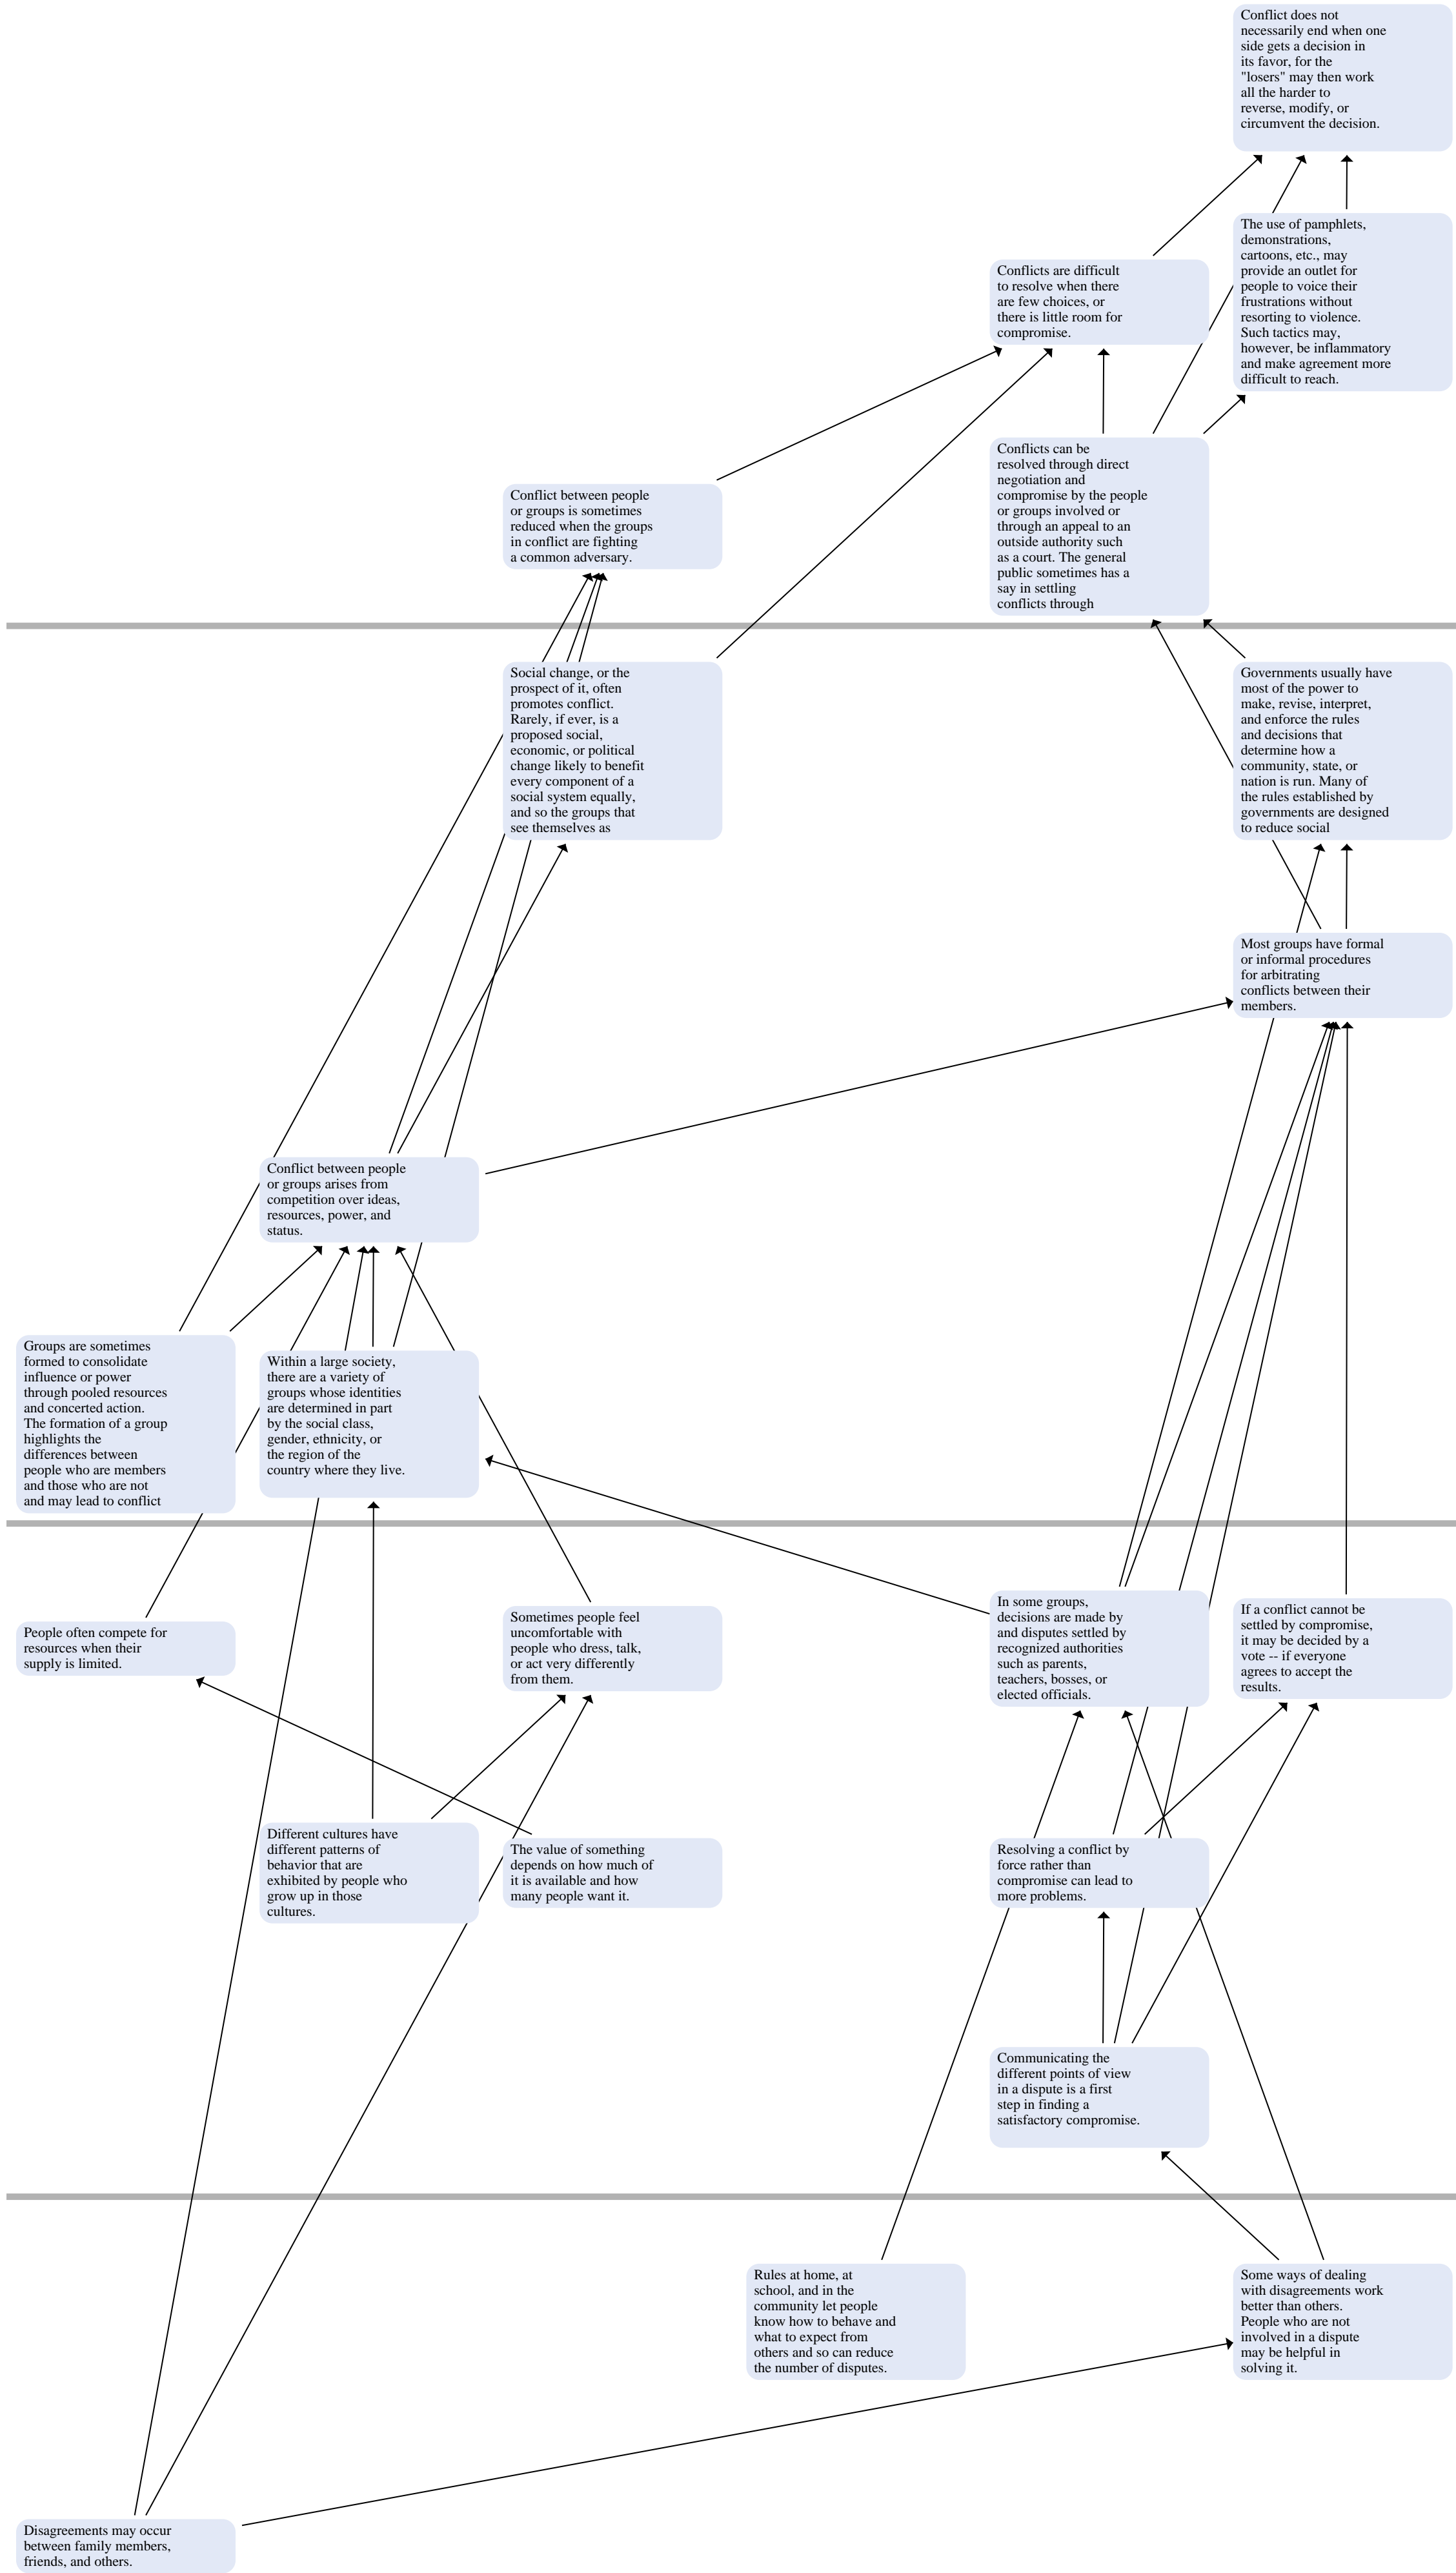 Conflict does not
necessarily end when one
side gets a decision in
its favor, for the
"losers" may then work
all the harder to
reverse, modify, or
circumvent the decision.
The use of pamphlets,
demonstrations,
cartoons, etc., may
provide an outlet for
people to voice their
frustrations without
resorting to violence.
Such tactics may,
however, be inflammatory
and make agreement more
difficult to reach.
Conflicts are difficult
to resolve when there
are few choices, or
there is little room for
compromise.
Conflicts can be
resolved through direct
negotiation and
compromise by the people
or groups involved or
through an appeal to an
outside authority such
as a court. The general
public sometimes has a
say in settling
conflicts through
Conflict between people
or groups is sometimes
reduced when the groups
in conflict are fighting
a common adversary.
Social change, or the
prospect of it, often
promotes conflict.
Rarely, if ever, is a
proposed social,
economic, or political
change likely to benefit
every component of a
social system equally,
and so the groups that
see themselves as
Governments usually have
most of the power to
make, revise, interpret,
and enforce the rules
and decisions that
determine how a
community, state, or
nation is run. Many of
the rules established by
governments are designed
to reduce social
Most groups have formal
or informal procedures
for arbitrating
conflicts between their
members.
Conflict between people
or groups arises from
competition over ideas,
resources, power, and
status.
Groups are sometimes
formed to consolidate
influence or power
through pooled resources
and concerted action.
The formation of a group
highlights the
differences between
people who are members
and those who are not
and may lead to conflict
Within a large society,
there are a variety of
groups whose identities
are determined in part
by the social class,
gender, ethnicity, or
the region of the
country where they live.
People often compete for
resources when their
supply is limited.
Sometimes people feel
uncomfortable with
people who dress, talk,
or act very differently
from them.
In some groups,
decisions are made by
and disputes settled by
recognized authorities
such as parents,
teachers, bosses, or
elected officials.
If a conflict cannot be
settled by compromise,
it may be decided by a
vote -- if everyone
agrees to accept the
results.
Different cultures have
different patterns of
behavior that are
exhibited by people who
grow up in those
cultures.
The value of something
depends on how much of
it is available and how
many people want it.
Resolving a conflict by
force rather than
compromise can lead to
more problems.
Communicating the
different points of view
in a dispute is a first
step in finding a
satisfactory compromise.
Rules at home, at
school, and in the
community let people
know how to behave and
what to expect from
others and so can reduce
the number of disputes.
Some ways of dealing
with disagreements work
better than others.
People who are not
involved in a dispute
may be helpful in
solving it.
Disagreements may occur
between family members,
friends, and others.